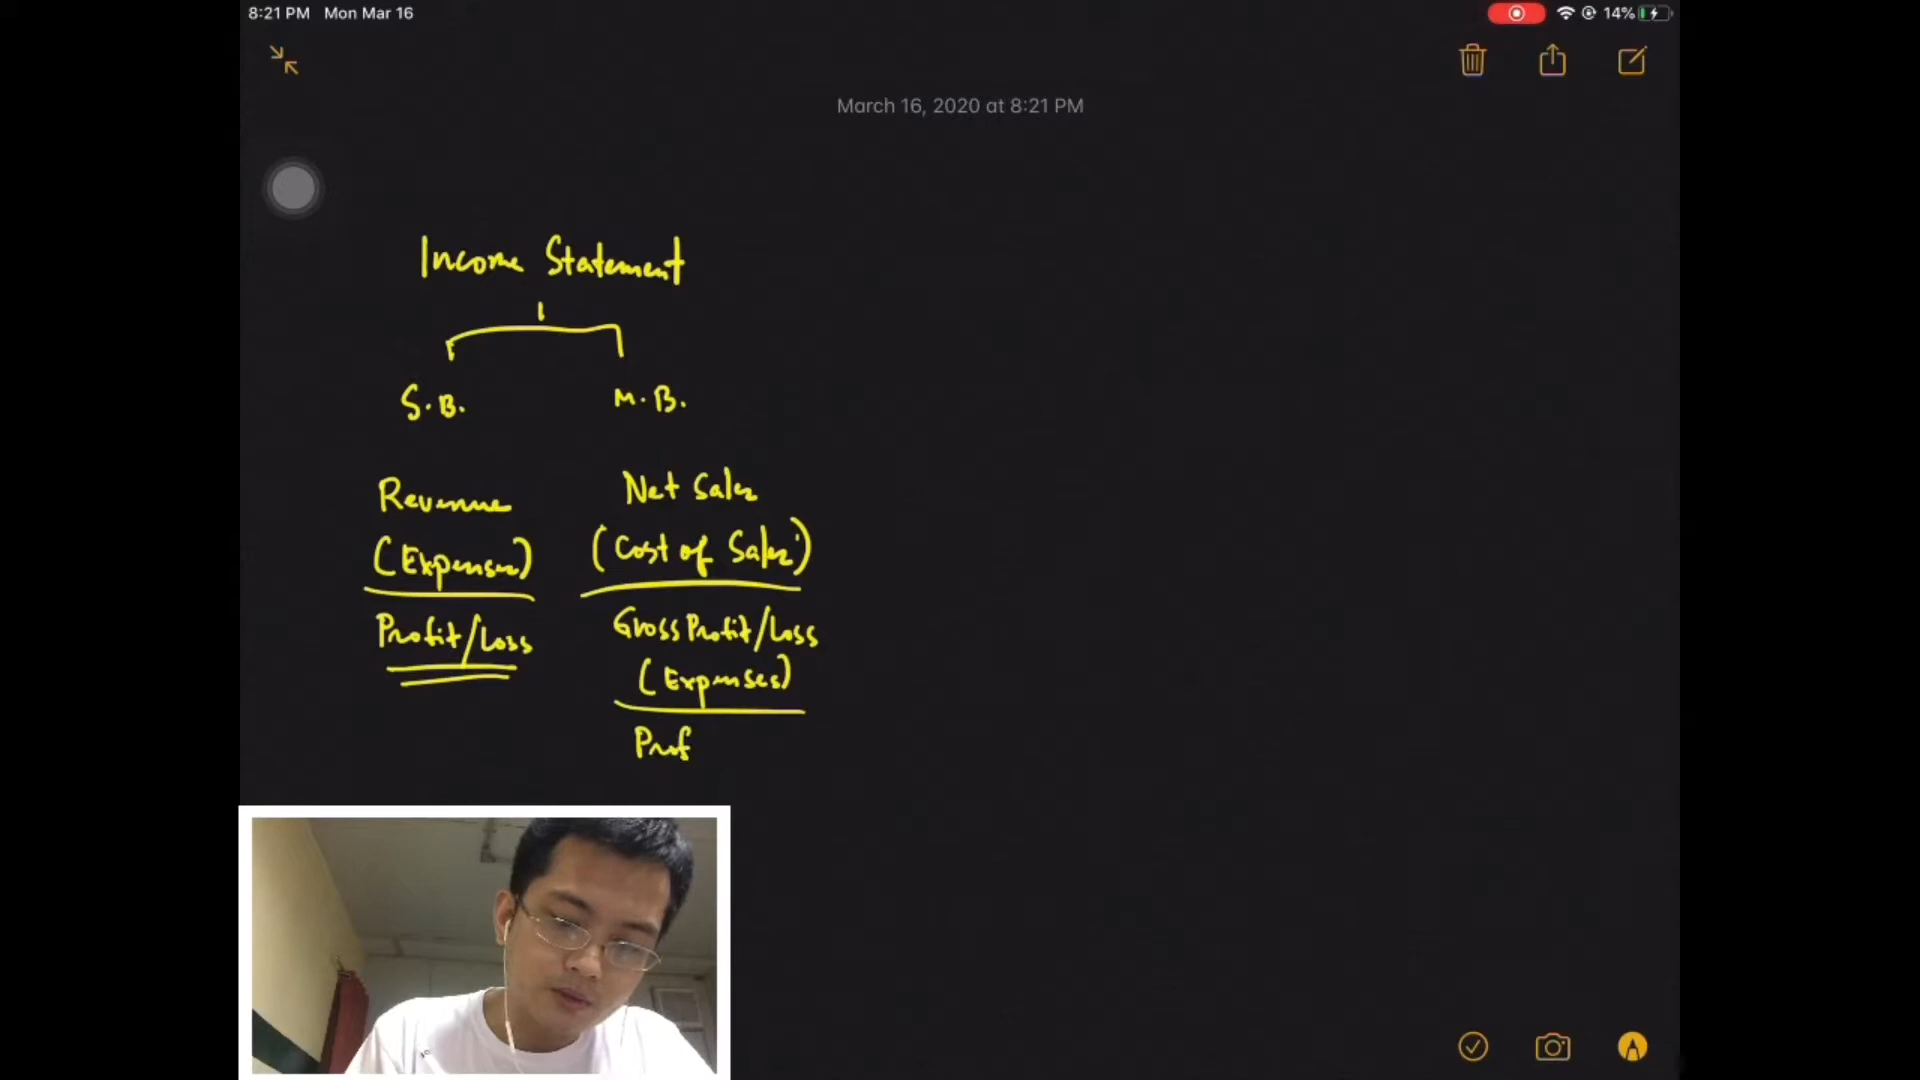 8:21 PM Mon Mar 16
14%
March 16, 2020 at 8:21 PM
Income Statement
S.B.
M.B.
Revenue
(Expenses)
Profit/Loss
Net Sales
(Cost of Sales)
Gross Profit/Loss
(Expenses)
Prof